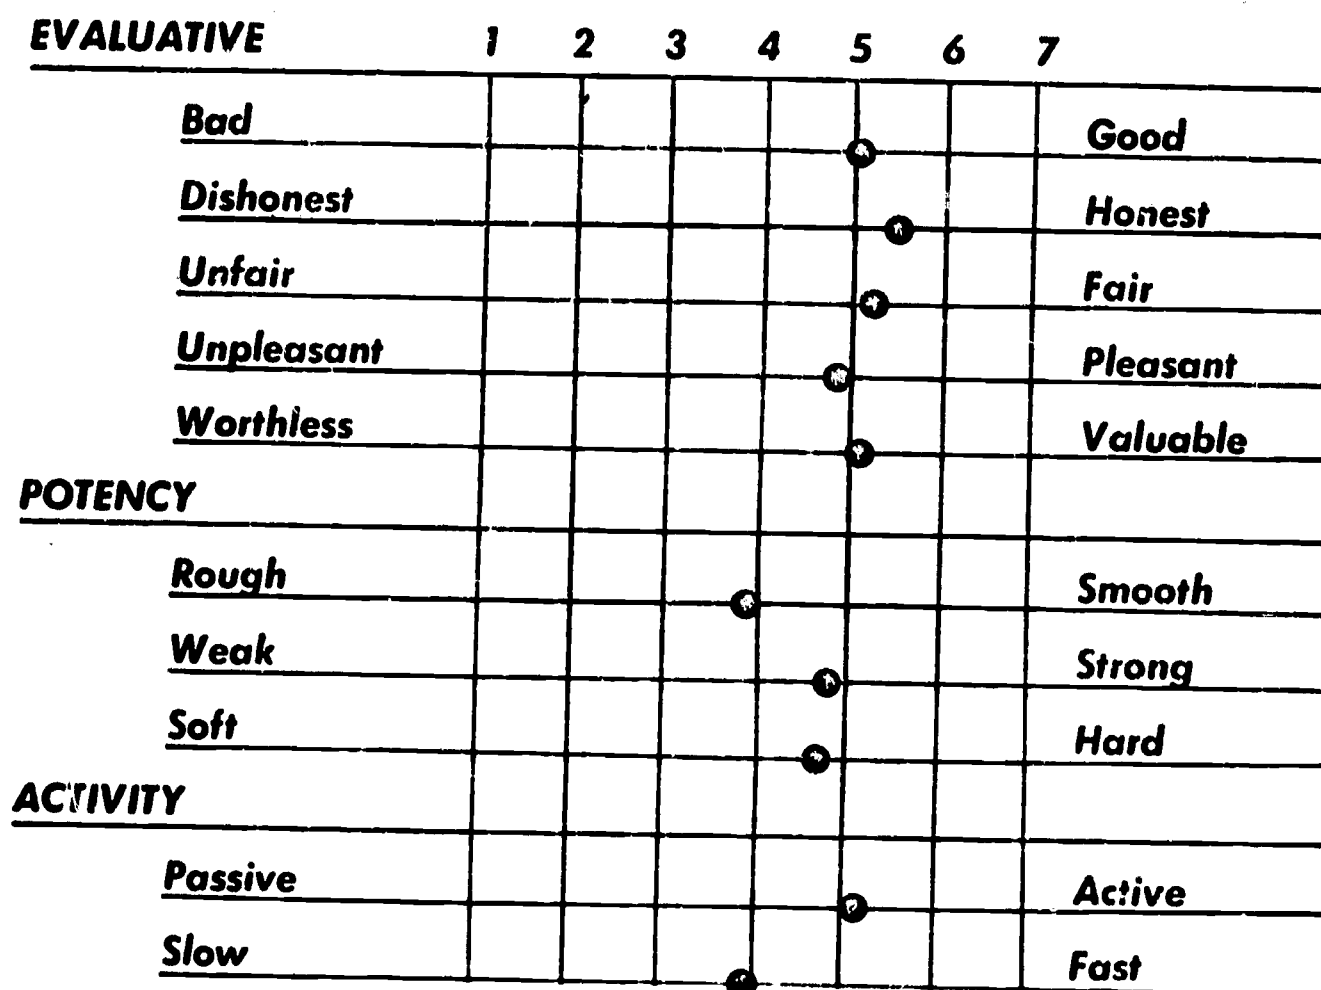 EVALUATIVE 1 2 3 4 5 6 7
Bad Good
Dishonest Honest
Unfair Fair
Unpleasant Pleasant
Worthless Valuable
POTENCY
Rough Smooth
Weak Strong
Soft Hard
ACTIVITY
Passive Active
Slow Fast